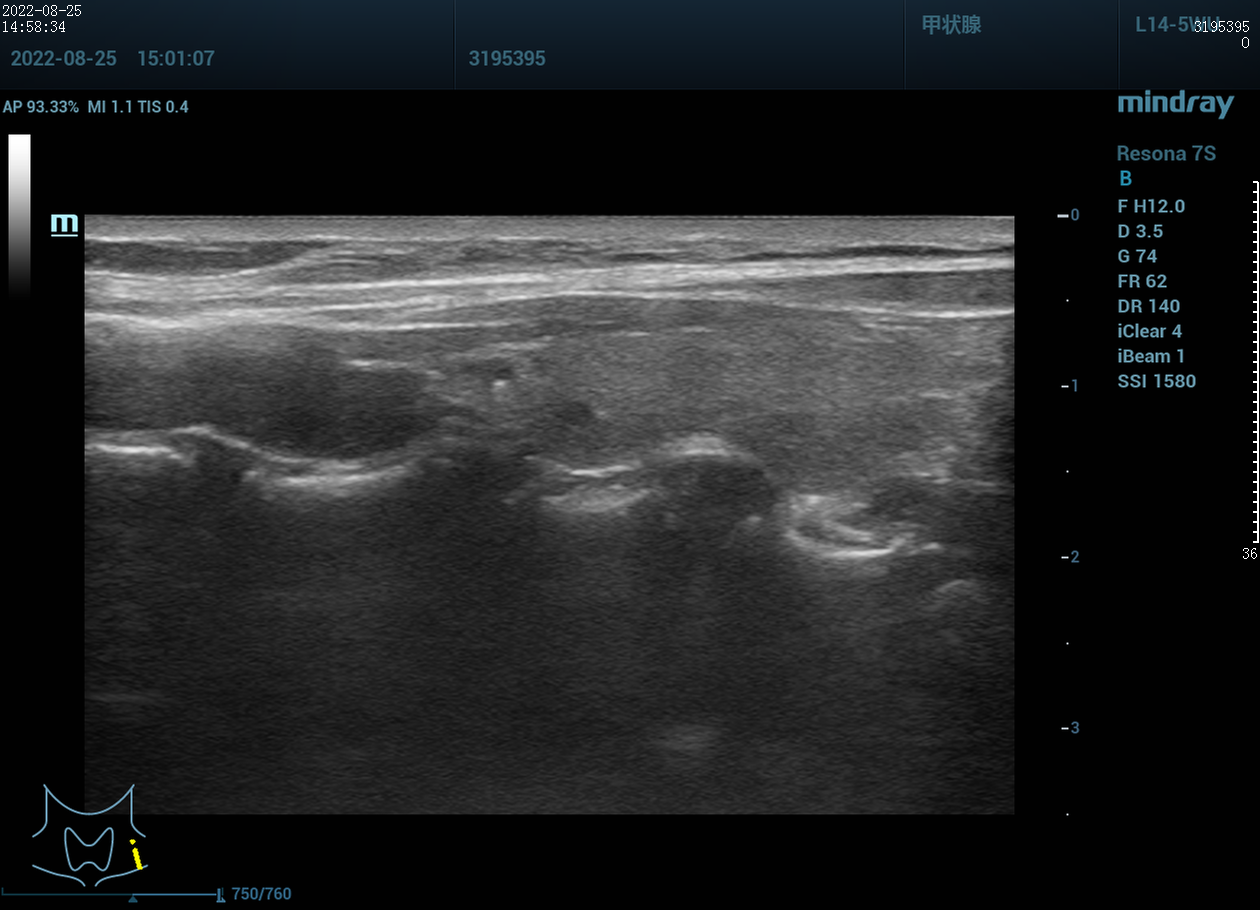 2022-08-25
14:58:34
甲状腺
L14-5WU
3195395
0
2022-08-25 15:01:07
3195395
AP 93.33% MI 1.1 TIS 0.4
mindray
Resona 7S
B
m
F H12.0
D 3.5
G 74
FR 62
DR 140
iClear 4
iBeam 1
SSI 1580
0
1
2
3
36
i
750/760